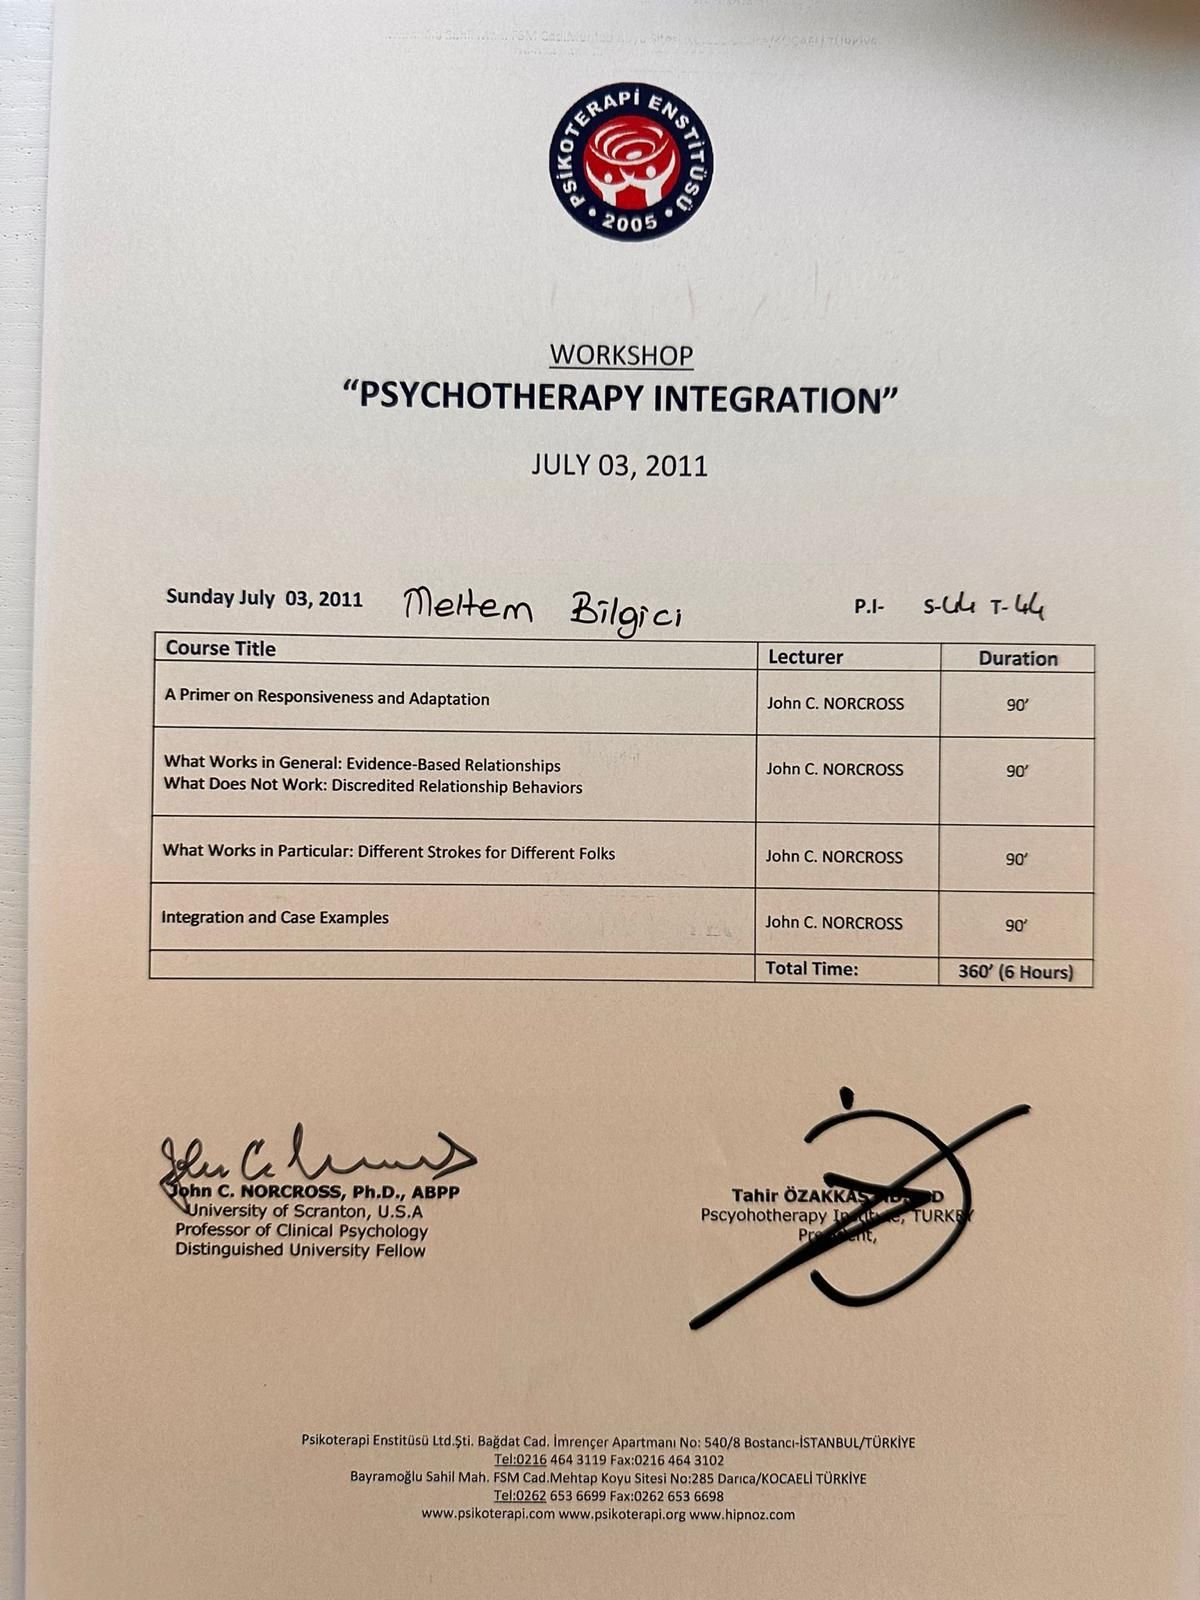 PSİKOTERAPİ ENSTİTÜSÜ
• 2005 •
WORKSHOP
“PSYCHOTHERAPY INTEGRATION”
JULY 03, 2011
Sunday July 03, 2011 Meltem Bilgici P.I- S-44 T-44
Course Title Lecturer Duration
A Primer on Responsiveness and Adaptation John C. NORCROSS 90’
What Works in General: Evidence-Based Relationships John C. NORCROSS 90’
What Does Not Work: Discredited Relationship Behaviors
What Works in Particular: Different Strokes for Different Folks John C. NORCROSS 90’
Integration and Case Examples John C. NORCROSS 90’
Total Time: 360’ (6 Hours)
John C. NORCROSS, Ph.D., ABPP
University of Scranton, U.S.A
Professor of Clinical Psychology
Distinguished University Fellow
Tahir ÖZAKKAŞ
Pscyohotherapy Institute, TURKEY
President,
Psikoterapi Enstitüsü Ltd.Şti. Bağdat Cad. İmrençer Apartmanı No: 540/8 Bostancı-İSTANBUL/TÜRKİYE
Tel:0216 464 3119 Fax:0216 464 3102
Bayramoğlu Sahil Mah. FSM Cad.Mehtap Koyu Sitesi No:285 Darıca/KOCAELİ TÜRKİYE
Tel:0262 653 6699 Fax:0262 653 6698
www.psikoterapi.com www.psikoterapi.org www.hipnoz.com